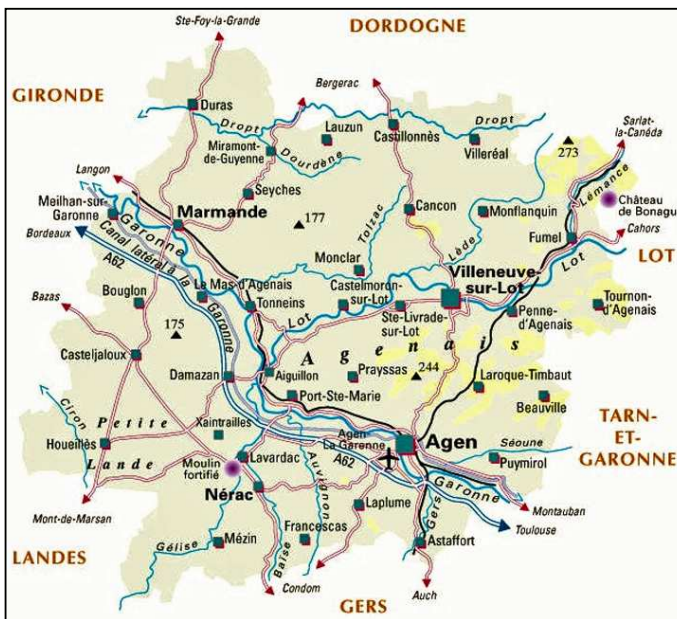 Ste-Foy-la-Grande
DORDOGNE
Bergerac
GIRONDE
Duras
Dropt
Lauzun
Castillonnès
Dropt
Sarlat-
la-Canéda
Miramont-
de-Guyenne
Dourdène
Villeréal
273
Langon
Seyches
Lémance
Meilhan-sur-
Garonne
Garonne
Marmande
177
Tolzac
Cancon
Monflanquin
Château
de Bonagu
Bordeaux
Canal latéral à la
Garonne
A62
Lède
Fumel
Cahors
Monclar
Villeneuve-
sur-Lot
Lot
LOT
Bazas
Bouglon
Le Mas-d'Agenais
Tonneins
Castelmoron-
sur-Lot
Lot
Ste-Livrade-
sur-Lot
Penne-
d'Agenais
Tournon-
d'Agenais
175
Agenais
Casteljaloux
Damazan
Aiguillon
Prayssas
244
Laroque-Timbaut
Port-Ste-Marie
Beauville
Ciron
Petite
Lande
Xaintrailles
Houeillès
Agen
La Garenne
Agen
TARN-
ET-
GARONNE
Séoune
Moulin
fortifié
Lavardac
A62
Puymirol
Nérac
Auvignon
Garonne
Mont-de-Marsan
Laplume
Gers
Montauban
Toulouse
LANDES
Gélise
Mézin
Baïse
Francescas
Astaffort
Condom
GERS
Auch